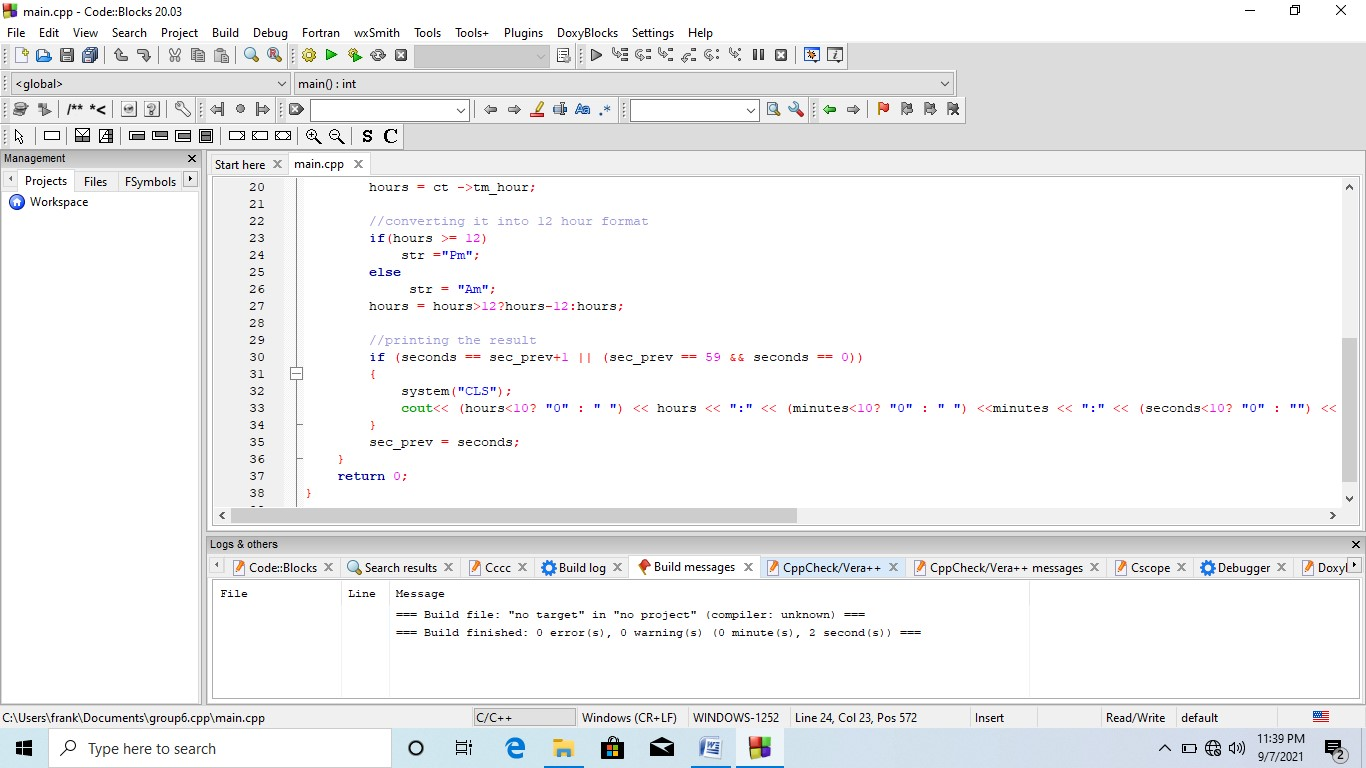 main.cpp - Code::Blocks 20.03
File Edit View Search Project Build Debug Fortran wxSmith Tools Tools+ Plugins DoxyBlocks Settings Help
<global> main() : int
/** *< Aa .*
S C
Management
Projects Files FSymbols
Workspace
Start here main.cpp
20 hours = ct ->tm_hour;
21
22 //converting it into 12 hour format
23 if(hours >= 12)
24 str ="Pm";
25 else
26 str = "Am";
27 hours = hours>12?hours-12:hours;
28
29 //printing the result
30 if (seconds == sec_prev+1 || (sec_prev == 59 && seconds == 0))
31 {
32 system("CLS");
33 cout<< (hours<10? "0" : " ") << hours << ":" << (minutes<10? "0" : " ") <<minutes << ":" << (seconds<10? "0" : "") <<
34 }
35 sec_prev = seconds;
36 }
37 return 0;
38 }
Logs & others
Code::Blocks Search results Cccc Build log Build messages CppCheck/Vera++ CppCheck/Vera++ messages Cscope Debugger Doxyl
File Line Message
=== Build file: "no target" in "no project" (compiler: unknown) ===
=== Build finished: 0 error(s), 0 warning(s) (0 minute(s), 2 second(s)) ===
C:\Users\frank\Documents\group6.cpp\main.cpp C/C++ Windows (CR+LF) WINDOWS-1252 Line 24, Col 23, Pos 572 Insert Read/Write default
Type here to search
11:39 PM
9/7/2021
2